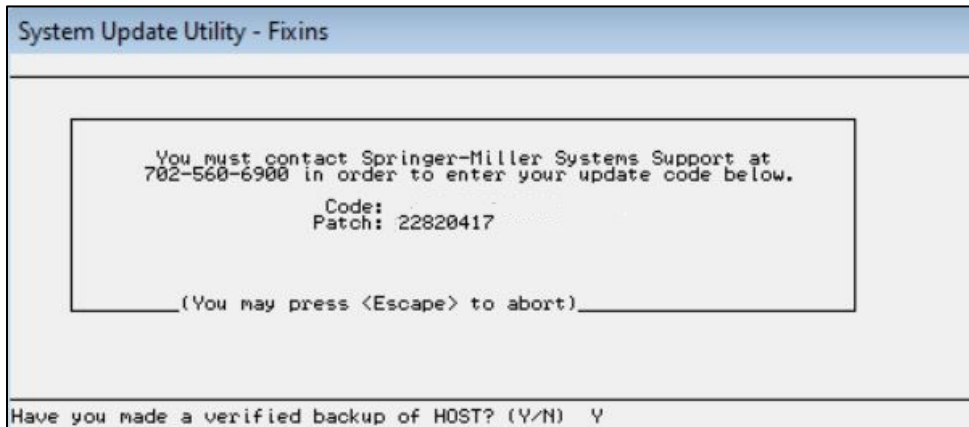 System Update Utility - Fixins
You must contact Springer-Miller Systems Support at
702-560-6900 in order to enter your update code below.
Code:
Patch: 22820417
(You may press <Escape> to abort)
Have you made a verified backup of HOST? (Y/N) Y